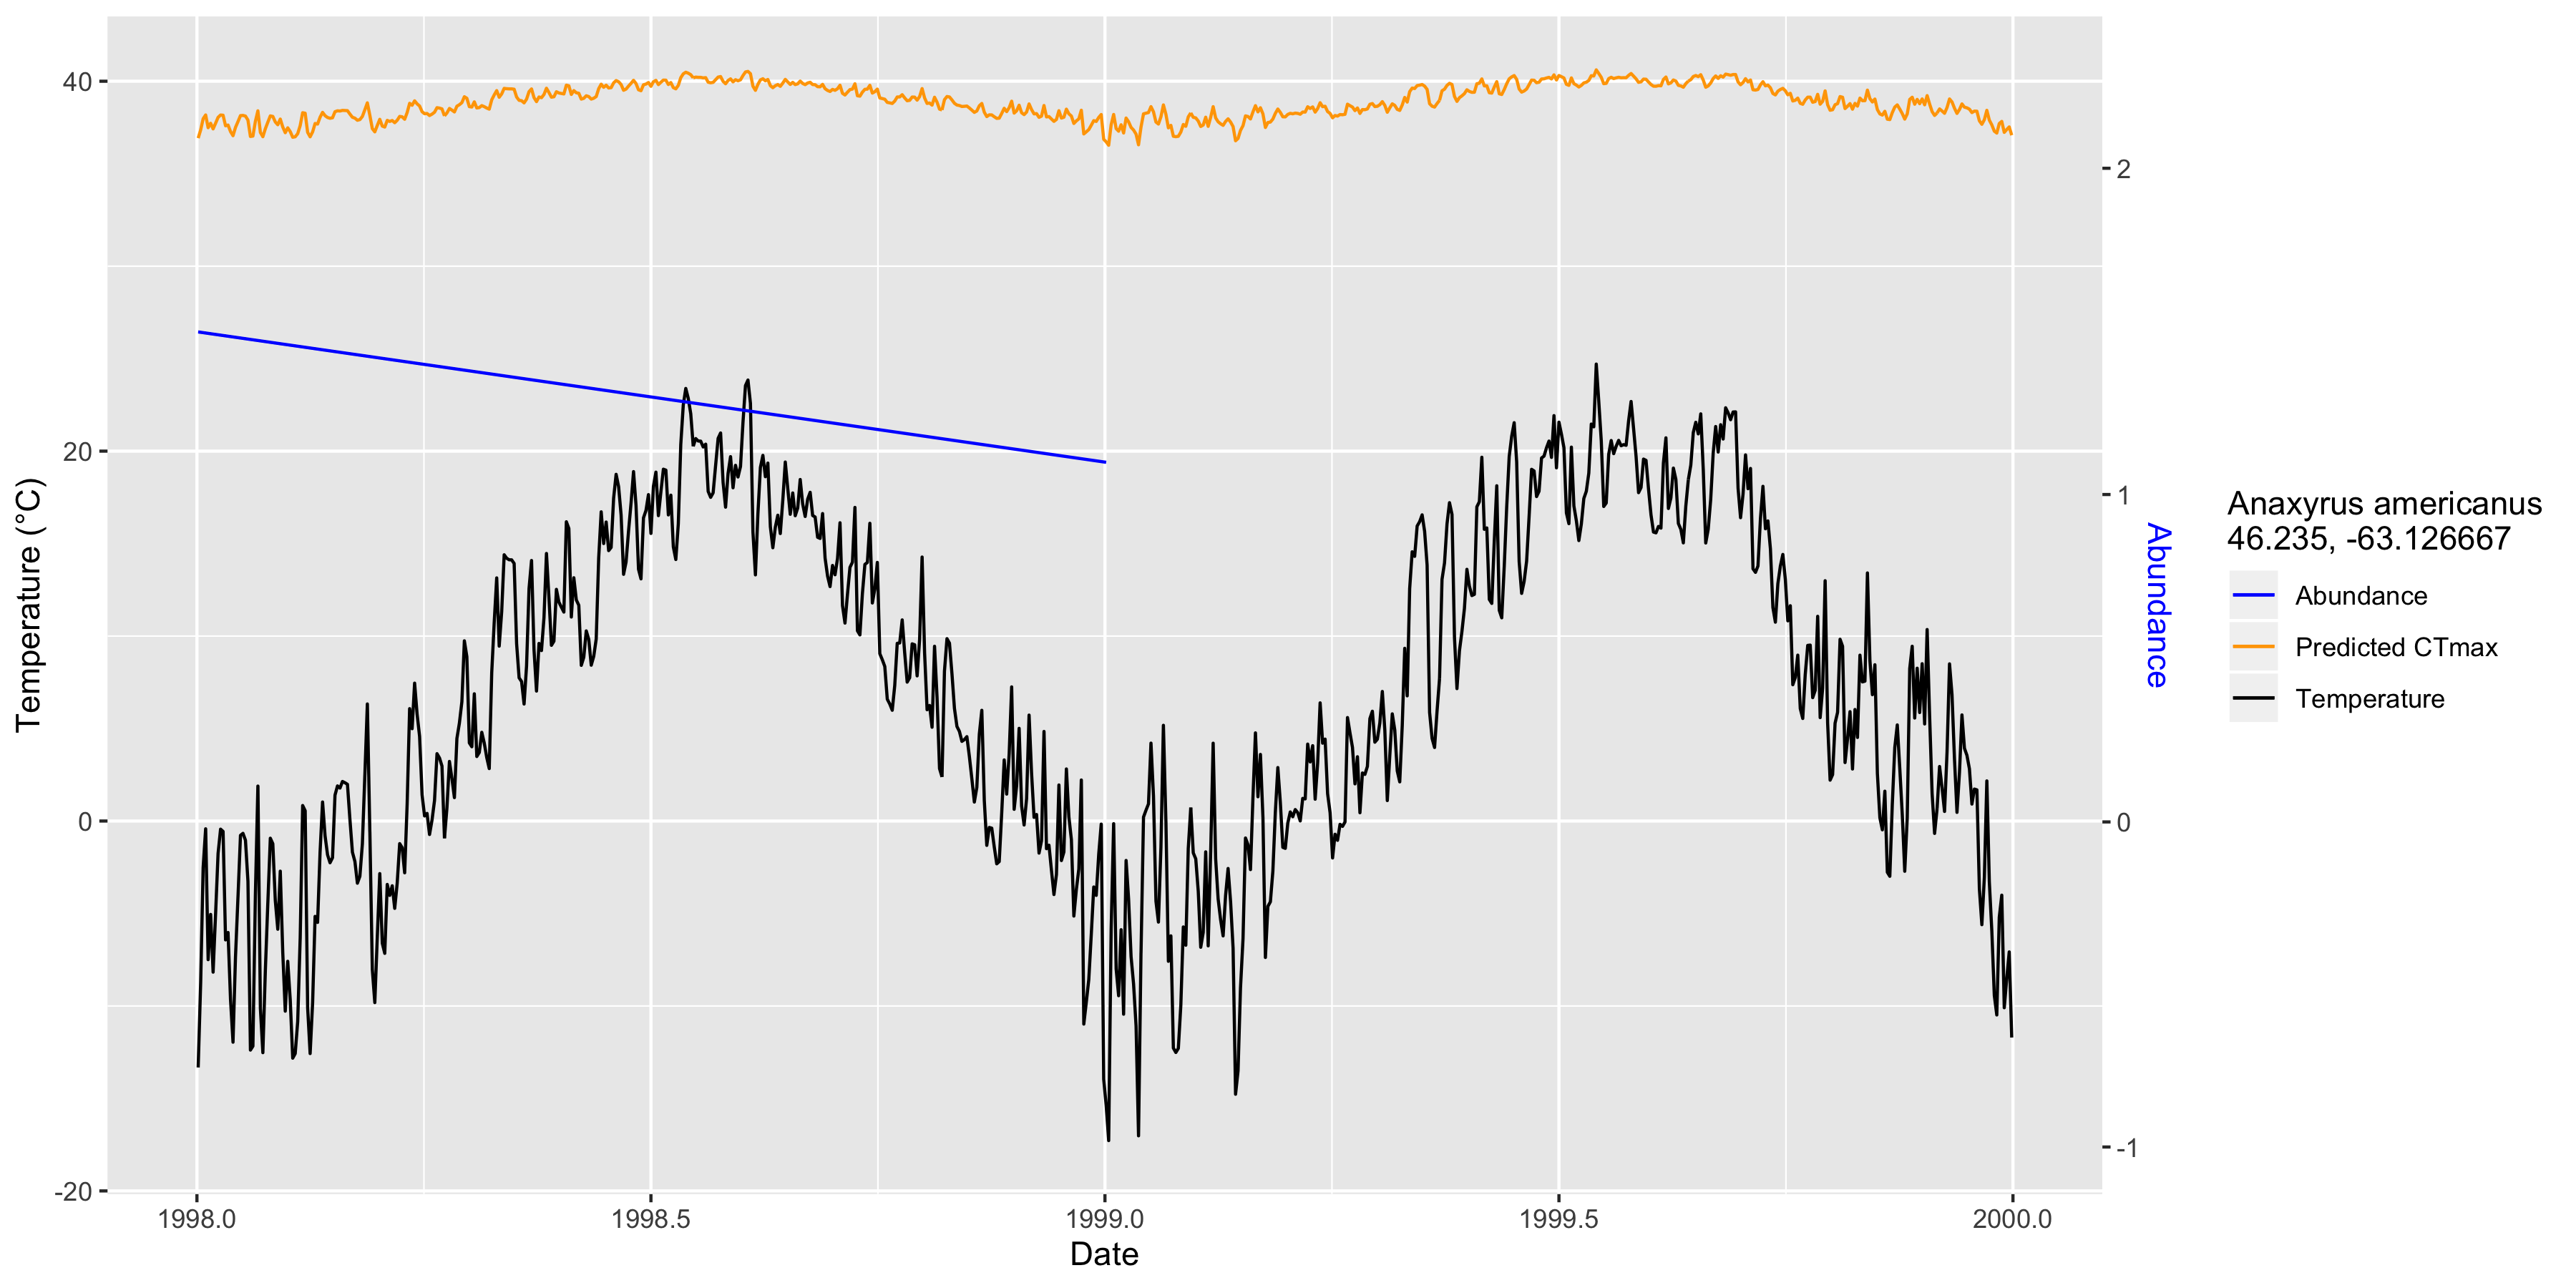 40
20
0
-20
Temperature (°C)
1998.0
1998.5
1999.0
1999.5
2000.0
Date
2
1
0
-1
Abundance
Anaxyrus americanus
46.235, -63.126667
Abundance
Predicted CTmax
Temperature